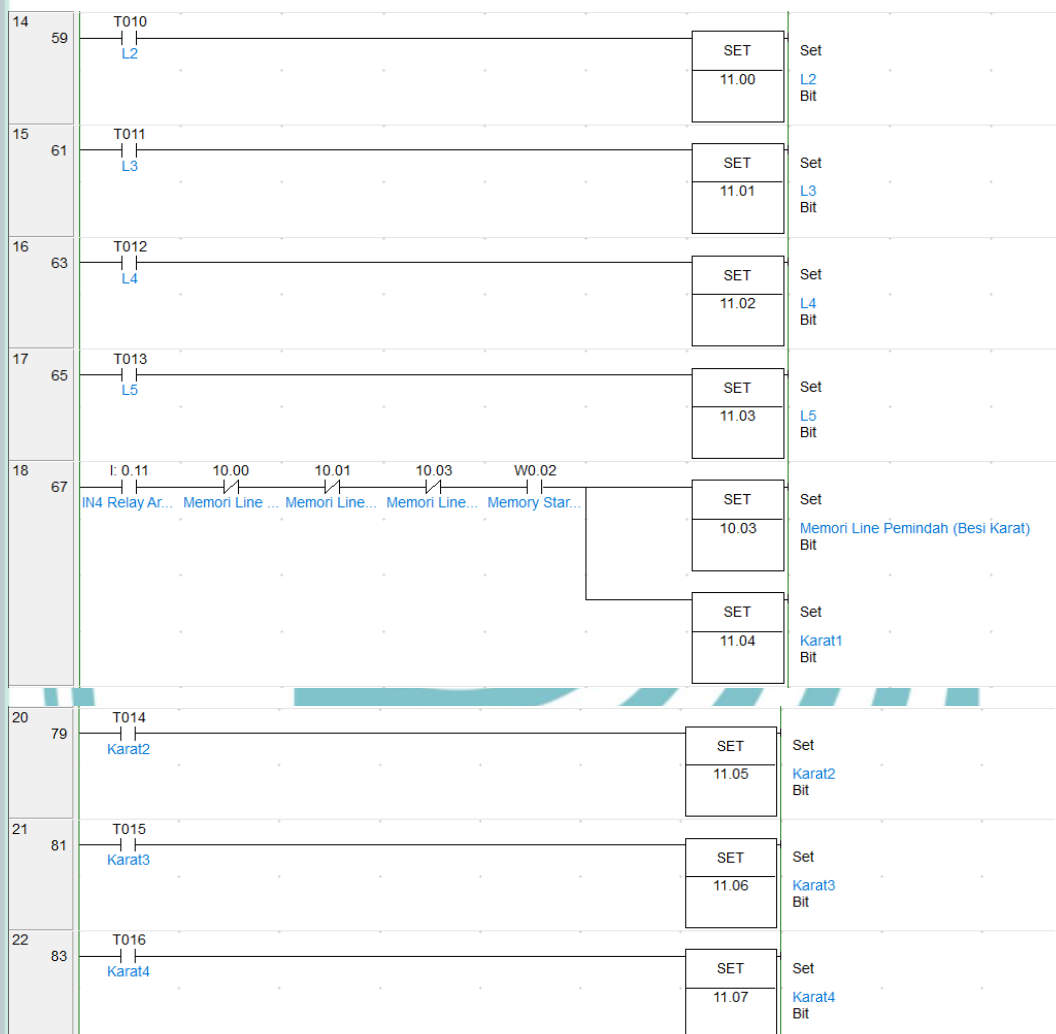 14 T010
59 SET Set
L2
11.00 L2
Bit
15 T011
61 SET Set
L3
11.01 L3
Bit
16 T012
63 SET Set
L4
11.02 L4
Bit
17 T013
65 SET Set
L5
11.03 L5
Bit
18 I: 0.11 10.00 10.01 10.03 W0.02
67 SET Set
IN4 Relay Ar... Memori Line ... Memori Line... Memori Line... Memory Star...
10.03 Memori Line Pemindah (Besi Karat)
Bit
SET Set
11.04 Karat1
Bit
20 T014
79 SET Set
Karat2
11.05 Karat2
Bit
21 T015
81 SET Set
Karat3
11.06 Karat3
Bit
22 T016
83 SET Set
Karat4
11.07 Karat4
Bit